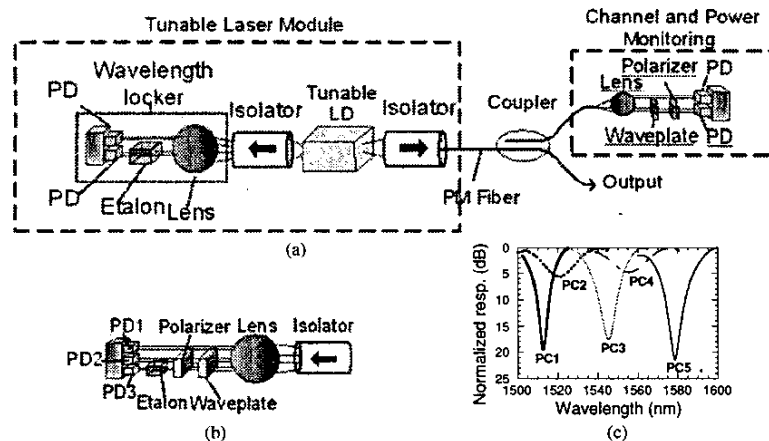 Tunable Laser Module
Channel and Power
Monitoring
Wavelength
locker
PD
Isolator
Tunable
LD
Isolator
Coupler
Polarizer
Lens
PD
Waveplate
PD
PD
Etalon
Lens
PM Fiber
Output
(a)
PD1
Polarizer
Lens
Isolator
PD2
PD3
Etalon
Waveplate
(b)
Normalized resp. (dB)
0
5
10
15
20
25
PC1
PC2
PC3
PC4
PC5
1500
1520
1540
1560
1580
1600
Wavelength (nm)
(c)